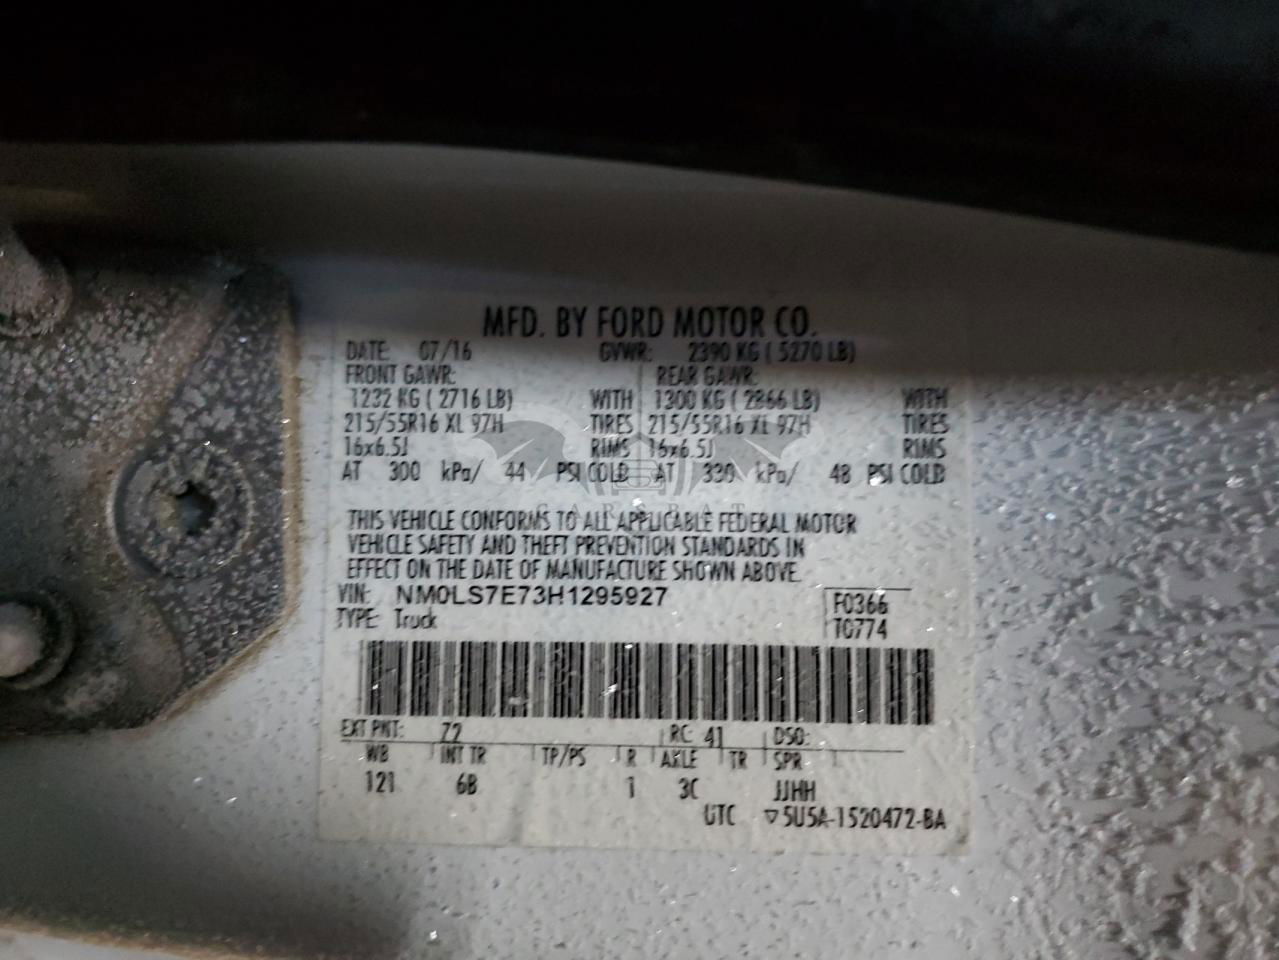 MFD. BY FORD MOTOR CO.
DATE: 07/16 GVWR: 2390 KG ( 5270 LB)
FRONT GAWR: REAR GAWR:
1232 KG ( 2716 LB) WITH 1300 KG ( 2866 LB) WITH
215/55R16 XL 97H TIRES 215/55R16 XL 97H TIRES
16x6.5J RIMS 16x6.5J RIMS
AT 300 kPa/ 44 PSI COLD AT 330 kPa/ 48 PSI COLD
CARSBAT
THIS VEHICLE CONFORMS TO ALL APPLICABLE FEDERAL MOTOR
VEHICLE SAFETY AND THEFT PREVENTION STANDARDS IN
EFFECT ON THE DATE OF MANUFACTURE SHOWN ABOVE.
VIN: NM0LS7E73H1295927 F0366
TYPE: Truck T0774
EXT PNT: Z2 RC: 41 DSO:
WB INT TR TP/PS R AXLE TR SPR
121 6B 1 3C JJHH
UTC ▽5U5A-1520472-BA